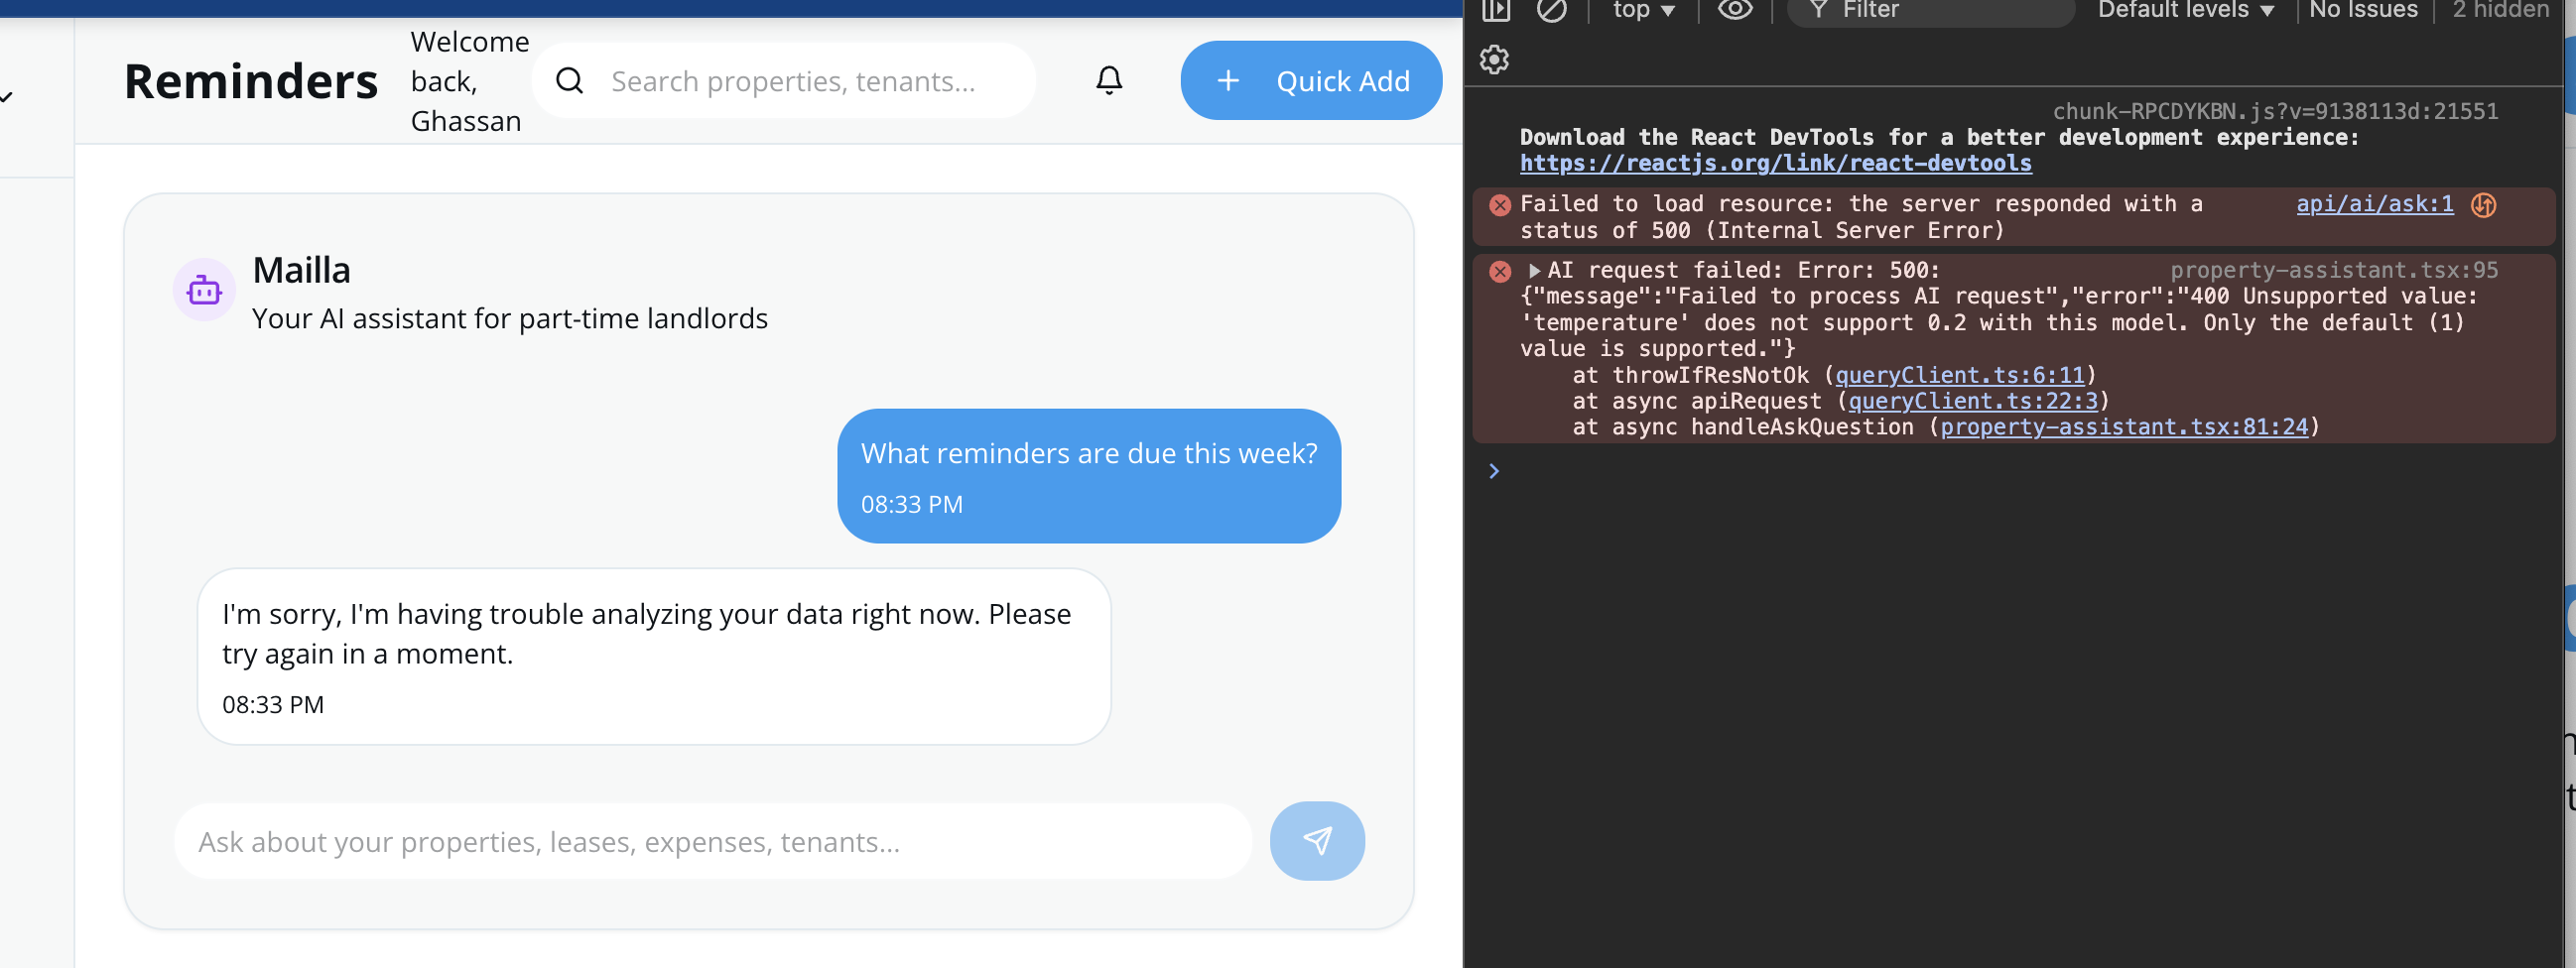 Reminders
Welcome
back,
Ghassan
Search properties, tenants...
Quick Add
Mailla
Your AI assistant for part-time landlords
What reminders are due this week?
08:33 PM
I'm sorry, I'm having trouble analyzing your data right now. Please
try again in a moment.
08:33 PM
Ask about your properties, leases, expenses, tenants...
top
Filter
Default levels
No Issues
2 hidden
chunk-RPCDYKBN.js?v=9138113d:21551
Download the React DevTools for a better development experience:
https://reactjs.org/link/react-devtools
Failed to load resource: the server responded with a api/ai/ask:1
status of 500 (Internal Server Error)
AI request failed: Error: 500: property-assistant.tsx:95
{"message":"Failed to process AI request","error":"400 Unsupported value:
'temperature' does not support 0.2 with this model. Only the default (1)
value is supported."}
at throwIfResNotOk (queryClient.ts:6:11)
at async apiRequest (queryClient.ts:22:3)
at async handleAskQuestion (property-assistant.tsx:81:24)